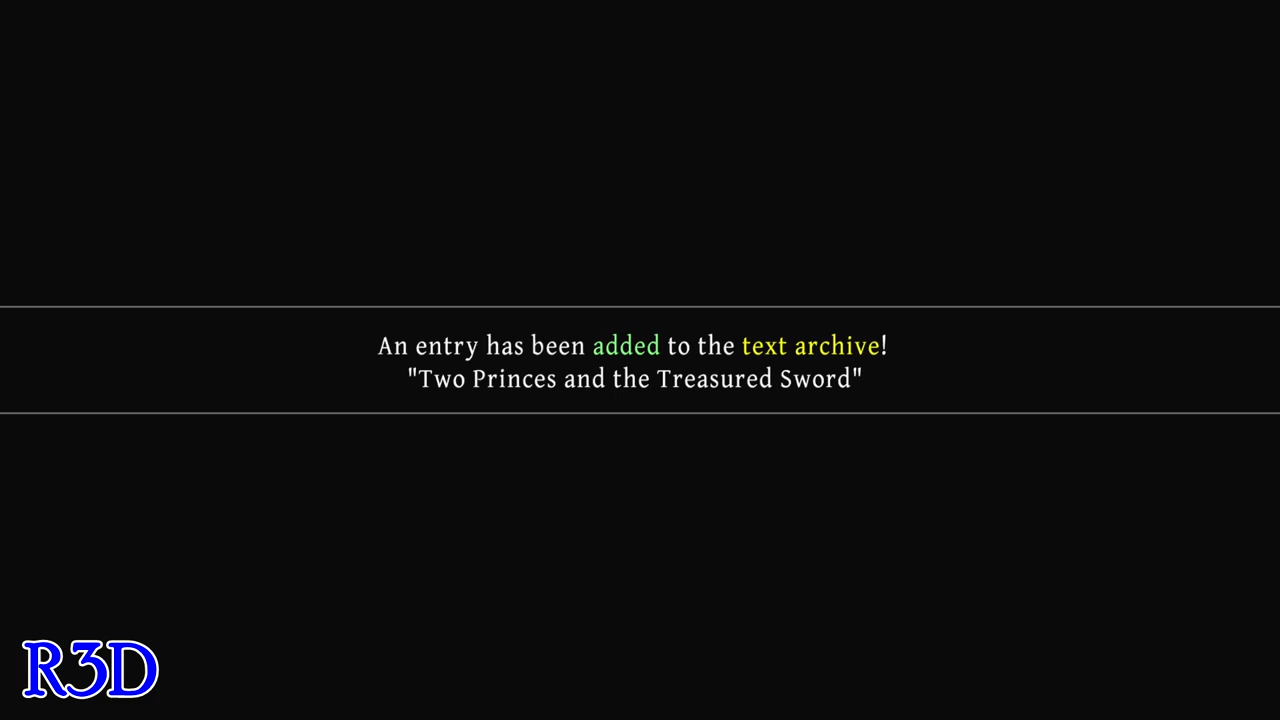 An entry has been added to the text archive!
"Two Princes and the Treasured Sword"
R3D